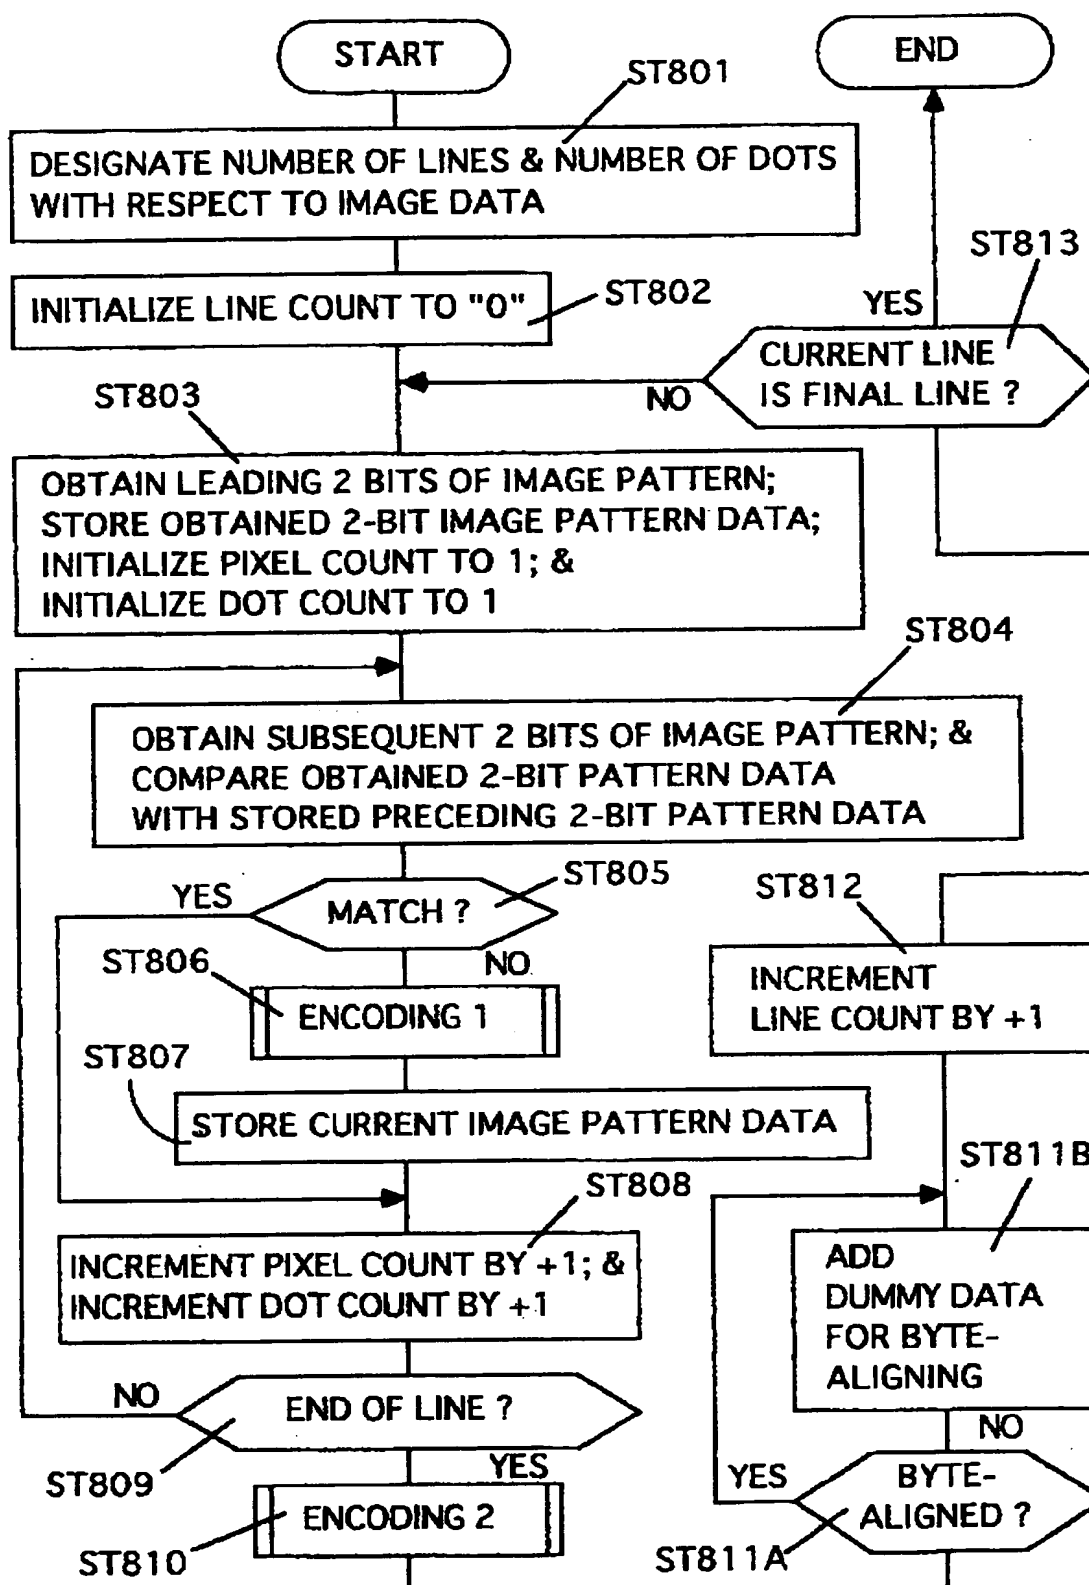 START
ST801
DESIGNATE NUMBER OF LINES & NUMBER OF DOTS
WITH RESPECT TO IMAGE DATA
INITIALIZE LINE COUNT TO "0"
ST802
ST803
OBTAIN LEADING 2 BITS OF IMAGE PATTERN;
STORE OBTAINED 2-BIT IMAGE PATTERN DATA;
INITIALIZE PIXEL COUNT TO 1; &
INITIALIZE DOT COUNT TO 1
ST804
OBTAIN SUBSEQUENT 2 BITS OF IMAGE PATTERN; &
COMPARE OBTAINED 2-BIT PATTERN DATA
WITH STORED PRECEDING 2-BIT PATTERN DATA
ST805
YES
MATCH ?
NO
ST806
ENCODING 1
ST807
STORE CURRENT IMAGE PATTERN DATA
ST808
INCREMENT PIXEL COUNT BY +1; &
INCREMENT DOT COUNT BY +1
NO
END OF LINE ?
ST809
YES
ENCODING 2
ST810
END
ST813
YES
CURRENT LINE
IS FINAL LINE ?
NO
ST812
INCREMENT
LINE COUNT BY +1
ST811B
ADD
DUMMY DATA
FOR BYTE-
ALIGNING
NO
YES
BYTE-
ALIGNED ?
ST811A